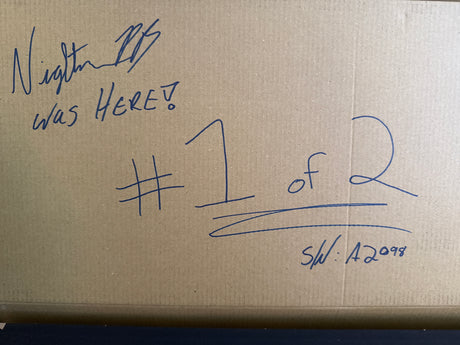 was HERE!
#1 of 2
S/N: A2098